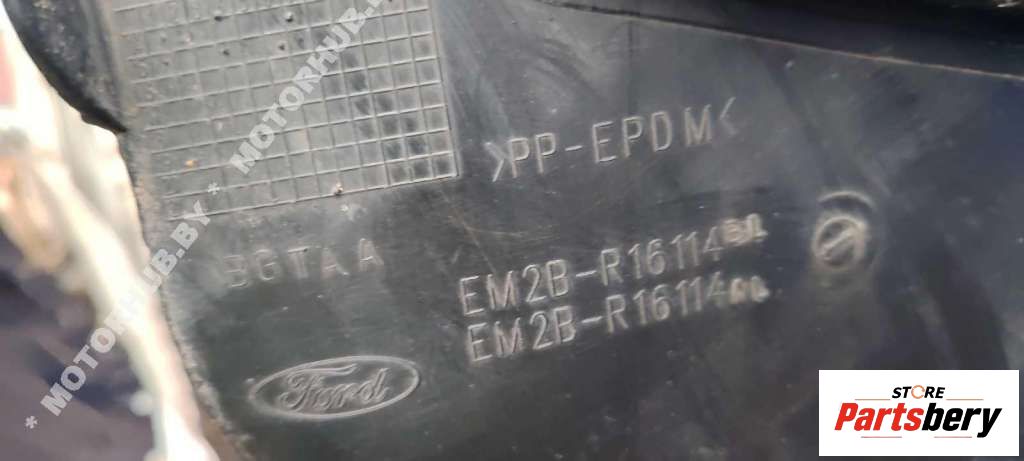 * MOTORHUB.BY * MOTORHUB.BY
>PP-EPDM<
BGTAA
EM2B-R16114
EM2B-R16114
Ford
STORE
Partsbery